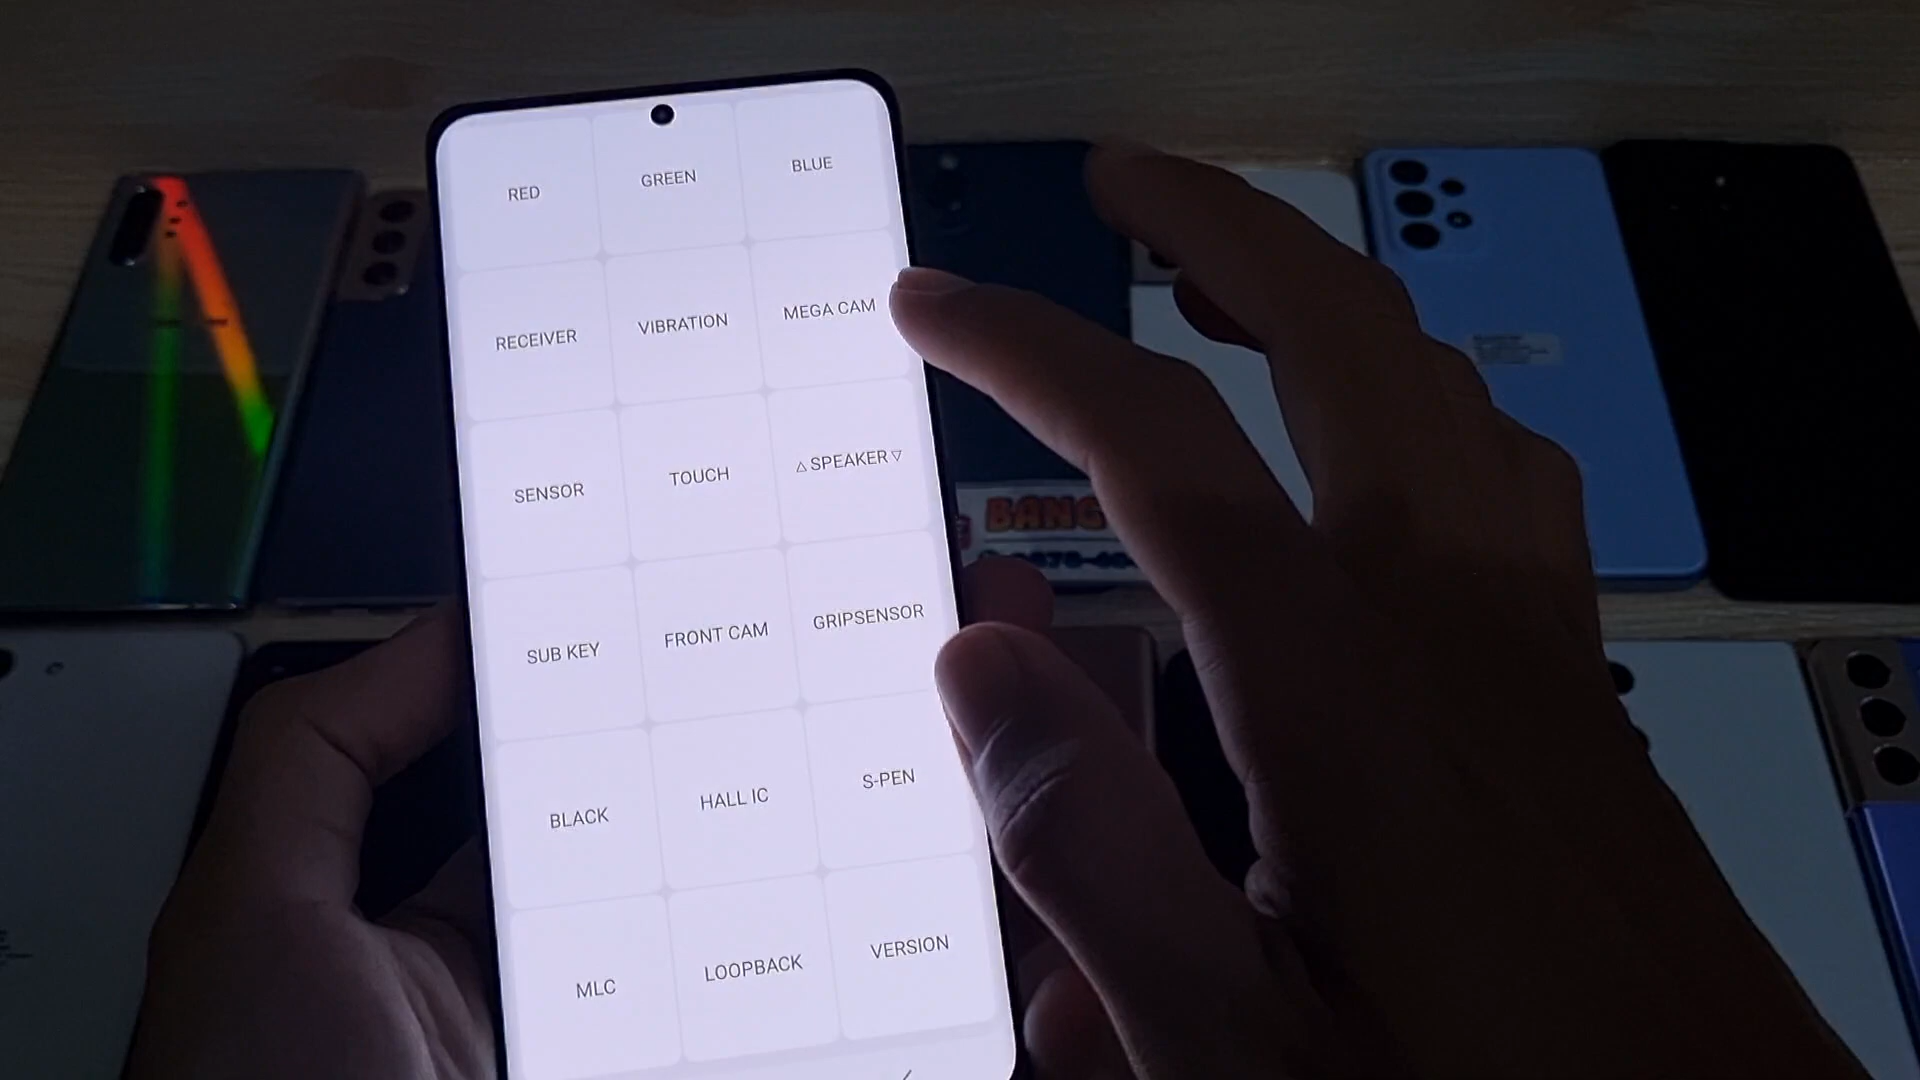 RED
GREEN
BLUE
RECEIVER
VIBRATION
MEGA CAM
SENSOR
TOUCH
△ SPEAKER ▽
SUB KEY
FRONT CAM
GRIPSENSOR
BLACK
HALL IC
S-PEN
MLC
LOOPBACK
VERSION
BANG